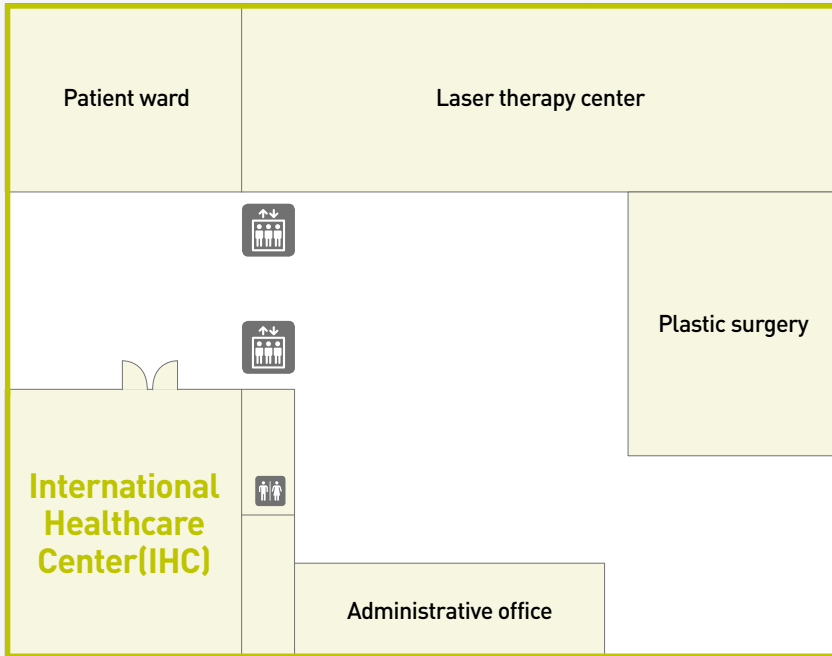 Patient ward
Laser therapy center
Plastic surgery
International
Healthcare
Center(IHC)
Administrative office